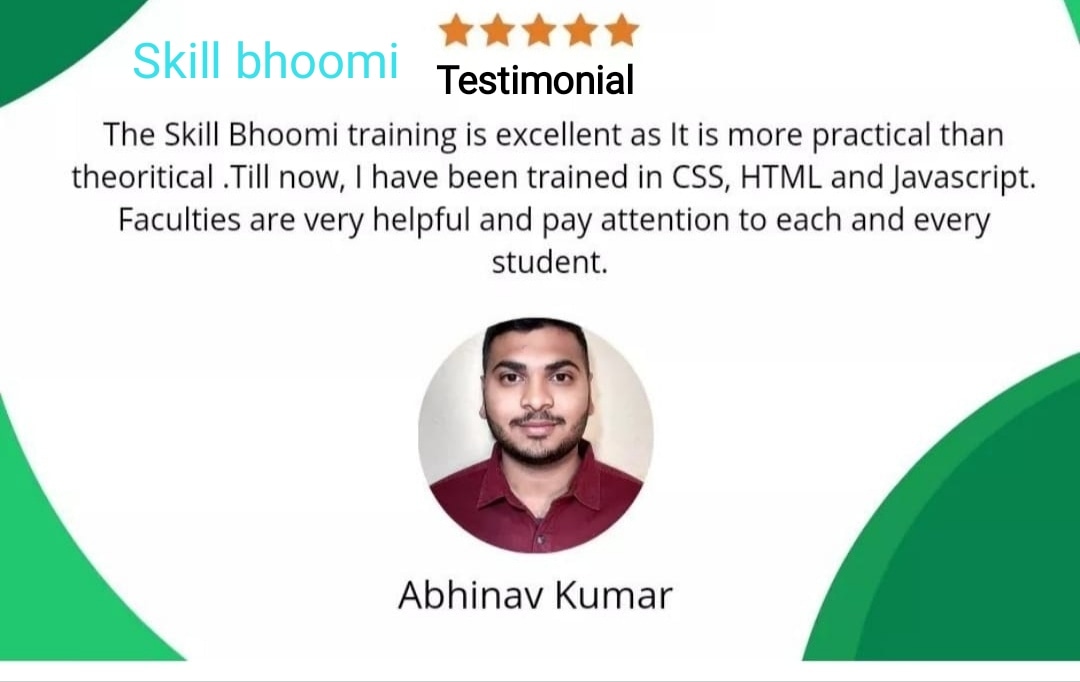 Skill bhoomi
Testimonial
The Skill Bhoomi training is excellent as It is more practical than
theoritical .Till now, I have been trained in CSS, HTML and Javascript.
Faculties are very helpful and pay attention to each and every
student.
Abhinav Kumar